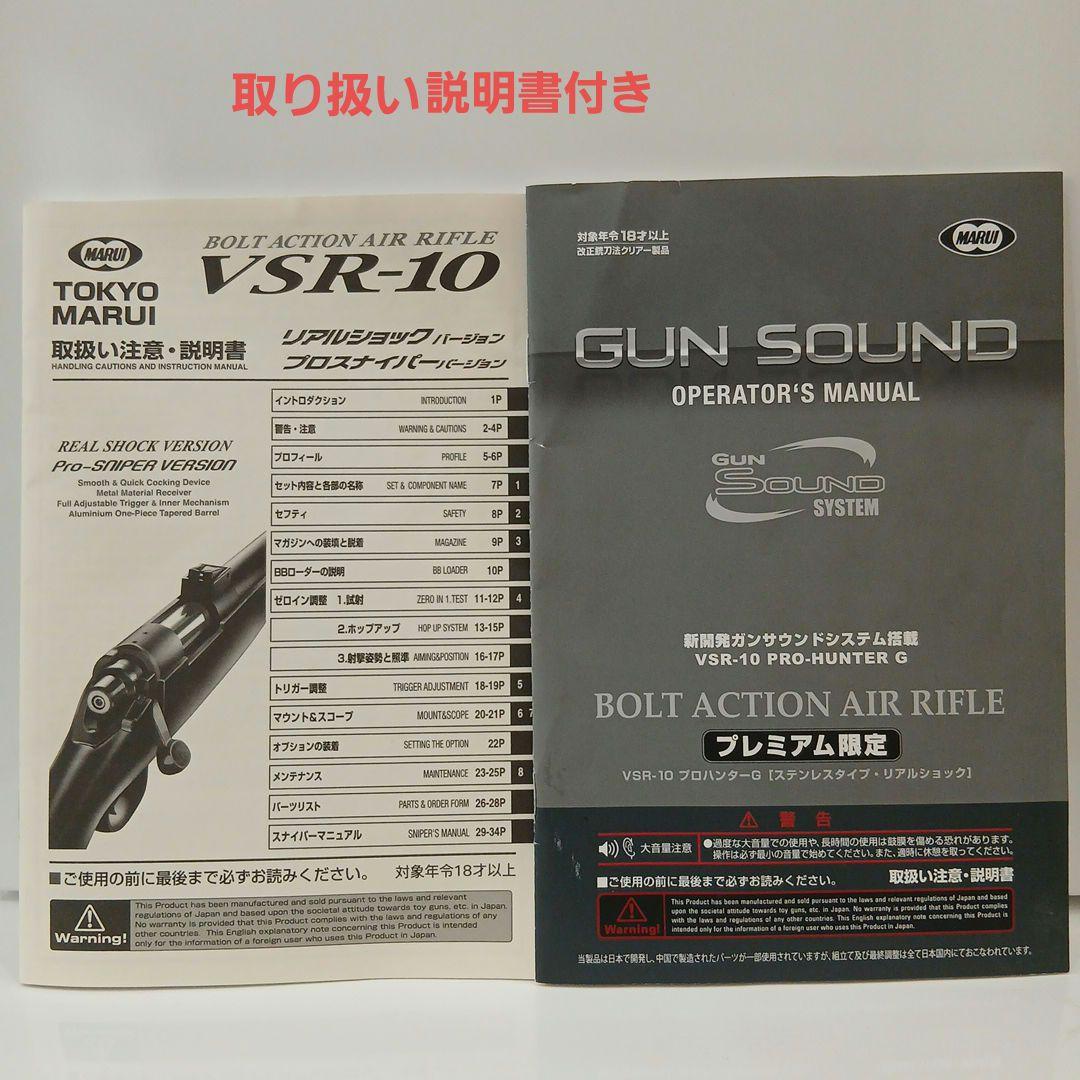 取り扱い説明書付き
MARUI
TOKYO
MARUI
BOLT ACTION AIR RIFLE
VSR-10
リアルショック バージョン
プロスナイパー バージョン
取扱い注意・説明書
HANDLING CAUTIONS AND INSTRUCTION MANUAL
REAL SHOCK VERSION
Pro-SNIPER VERSION
Smooth & Quick Cocking Device
Metal Material Receiver
Full Adjustable Trigger & Inner Mechanism
Aluminium One-Piece Tapered Barrel
イントロダクション INTRODUCTION 1P
警告・注意 WARNING & CAUTIONS 2-4P
プロフィール PROFILE 5-6P
セット内容と各部の名称 SET & COMPONENT NAME 7P 1
セフティ SAFETY 8P 2
マガジンへの装填と脱着 MAGAZINE 9P 3
BBローダーの説明 BB LOADER 10P
ゼロイン調整 1.試射 ZERO IN 1.TEST 11-12P 4
2.ホップアップ HOP UP SYSTEM 13-15P
3.射撃姿勢と照準 AIMING&POSITION 16-17P
トリガー調整 TRIGGER ADJUSTMENT 18-19P 5
マウント&スコープ MOUNT&SCOPE 20-21P 6 7
オプションの装着 SETTING THE OPTION 22P
メンテナンス MAINTENANCE 23-25P 8
パーツリスト PARTS & ORDER FORM 26-28P
スナイパーマニュアル SNIPER'S MANUAL 29-34P
■ご使用の前に最後まで必ずお読みください。 対象年令18才以上
Warning!
This Product has been manufactured and sold pursuant to the laws and relevant
regulations of Japan and based upon the societal attitude towards toy guns, etc. in Japan.
No warranty is provided that this Product complies with the laws and regulations of any
other countries. This English explanatory note concerning this Product is intended
only for the information of a foreign user who uses this Product in Japan.
対象年令18才以上
改正銃刀法クリアー製品
MARUI
GUN SOUND
OPERATOR'S MANUAL
GUN
SOUND
SYSTEM
新開発ガンサウンドシステム搭載
VSR-10 PRO-HUNTER G
BOLT ACTION AIR RIFLE
プレミアム限定
VSR-10 プロハンターG［ステンレスタイプ・リアルショック］
警告
大音量注意
●過度な大音量での使用や、長時間の使用は鼓膜を傷める恐れがあります。
操作は必ず最小の音量で始めてください。また、適時に休憩を取ってください。
■ご使用の前に最後まで必ずお読みください。 取扱い注意・説明書
Warning!
This Product has been manufactured and sold pursuant to the laws and relevant regulations of Japan and based
upon the societal attitude towards toy guns, etc. in Japan. No warranty is provided that this Product complies
with the laws and regulations of any other countries. This English explanatory note concerning this Product is
intended only for the information of a foreign user who uses this Product in Japan.
当製品は日本で開発し、中国で製造されたパーツが一部使用されていますが、組立て及び最終調整は全て日本国内にておこなわれています。